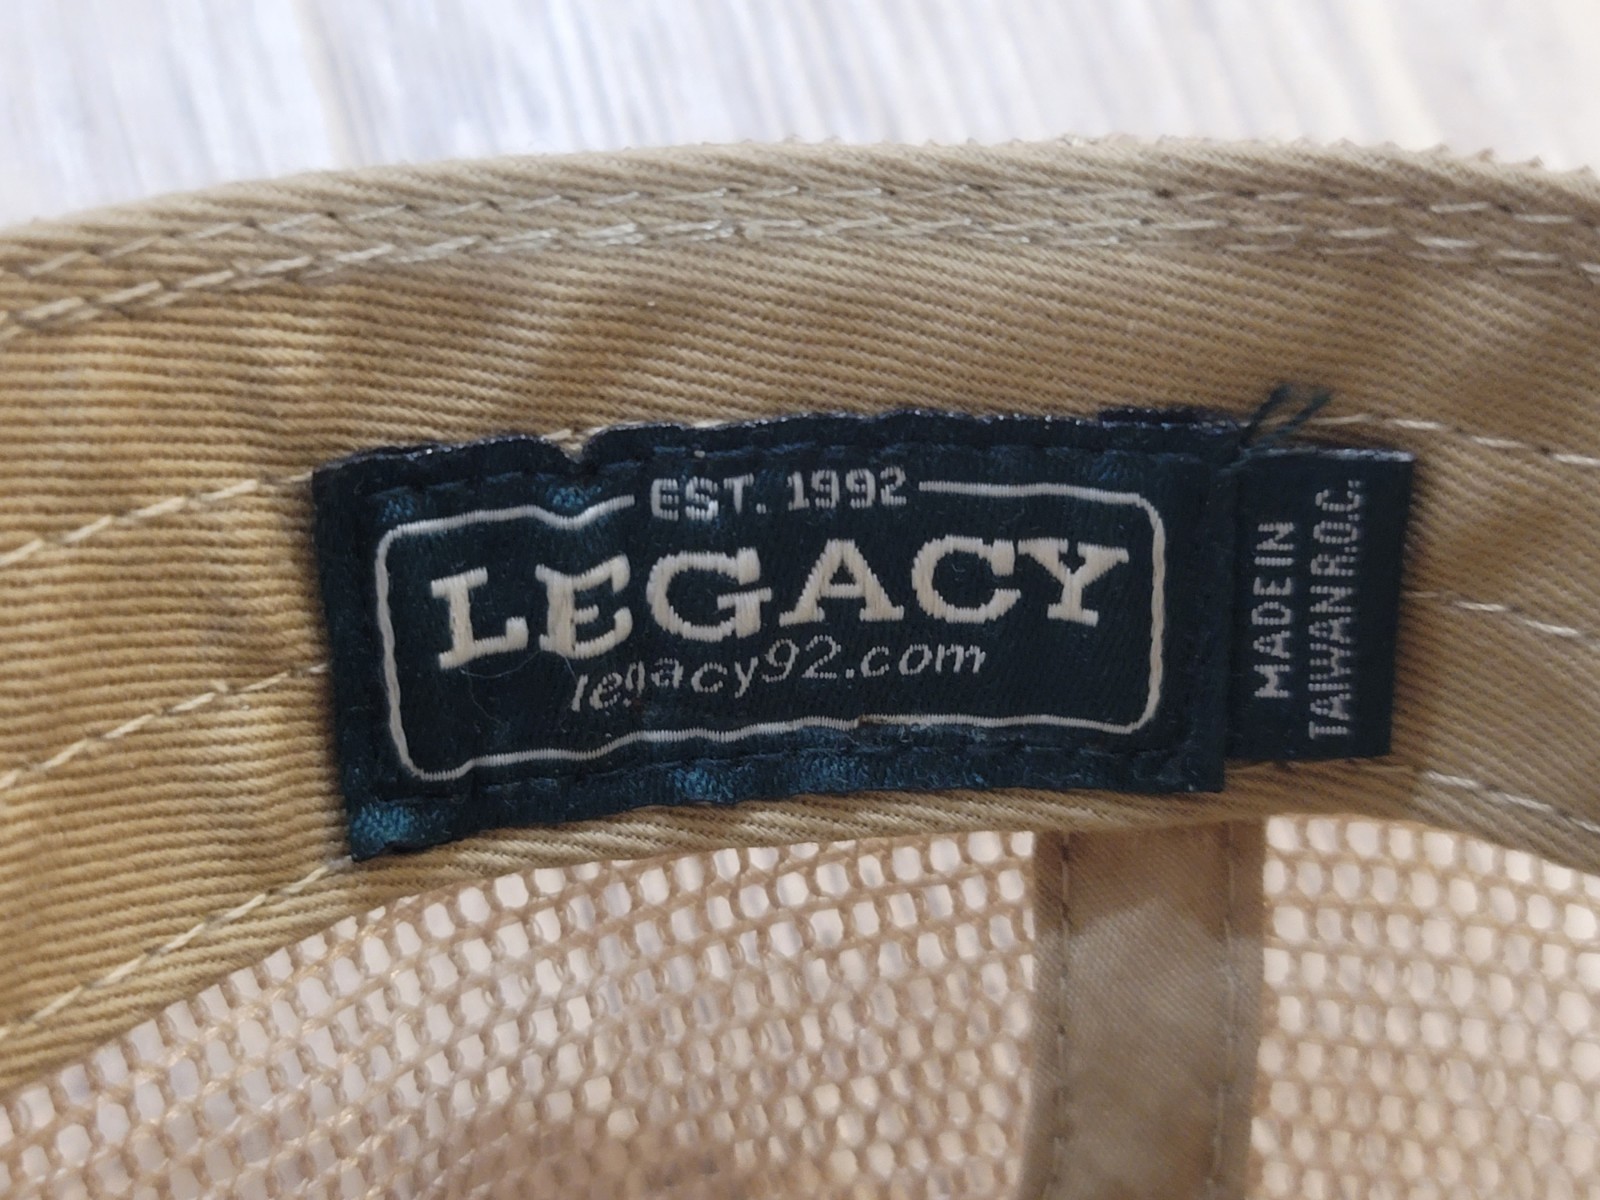 EST. 1992
LEGACY
legacy92.com
MADE IN
TAIWAN R.O.C.